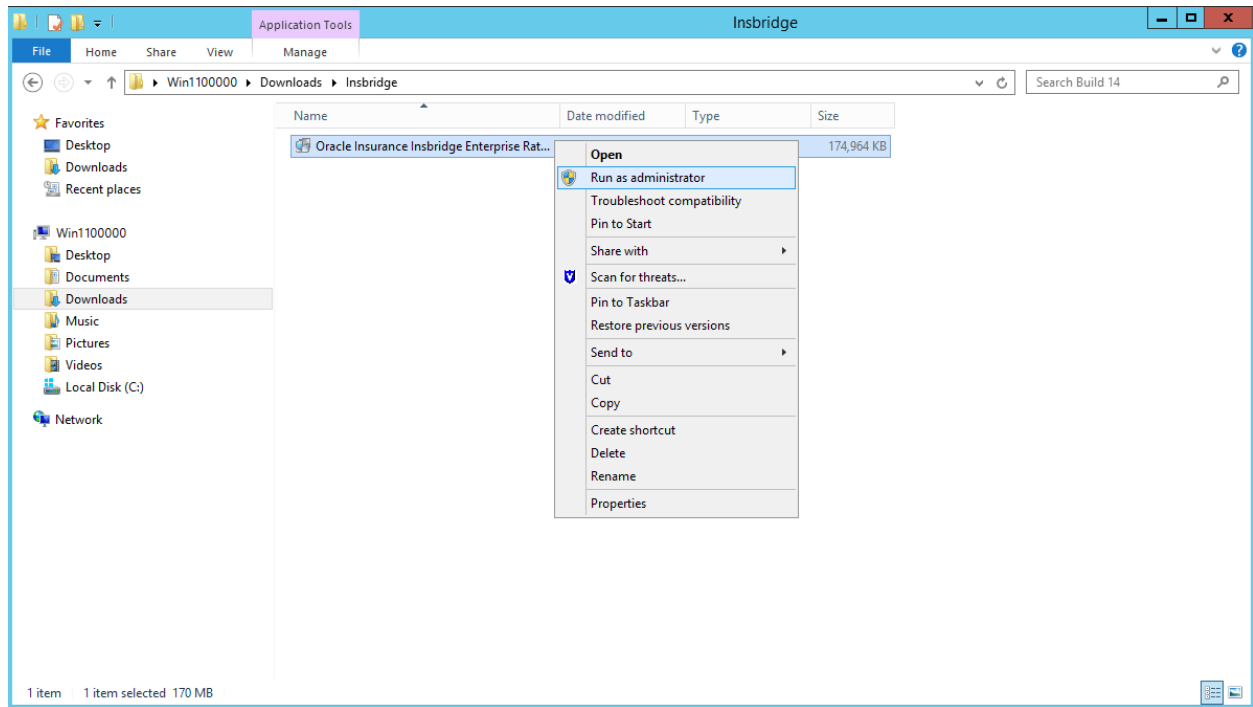 Application Tools
Insbridge
File Home Share View Manage
Win1100000 Downloads Insbridge
Search Build 14
Name Date modified Type Size
Favorites
Desktop
Downloads
Recent places
Win1100000
Desktop
Documents
Downloads
Music
Pictures
Videos
Local Disk (C:)
Network
Oracle Insurance Insbridge Enterprise Rat... 174,964 KB
Open
Run as administrator
Troubleshoot compatibility
Pin to Start
Share with
Scan for threats...
Pin to Taskbar
Restore previous versions
Send to
Cut
Copy
Create shortcut
Delete
Rename
Properties
1 item 1 item selected 170 MB